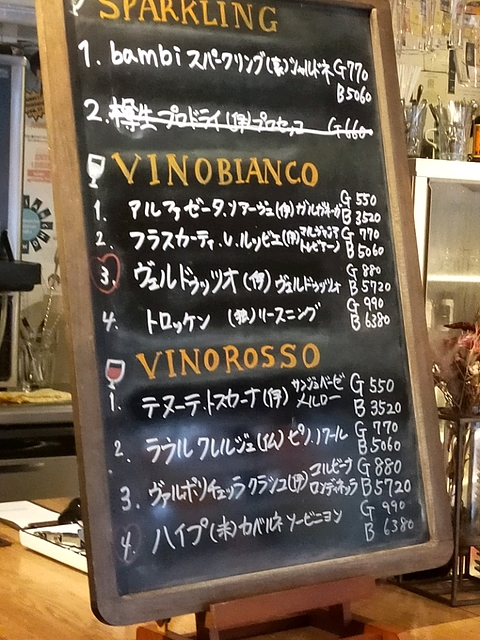 SPARKLING
1. bambi スパークリング(豪)シャルドネ G770
B5060
2. 樽生 プロドライ(伊)プロセッコ G660
VINOBIANCO
1. アルファゼータ.ソアーヴェ(伊)ガルガネーガ G 550
B 3520
2. フラスカーティ.V.ルッピエ(伊)マルヴァジア G 770
トレビアーノ B 5060
3. ヴェルドゥッツオ(伊)ヴェルドゥッツオ G 880
B 5720
4. トロッケン (独)リースニング G 990
B 6380
VINOROSSO
1. テヌーテ.トスカーナ(伊) サンジョベーゼ G 550
メルロー B 3520
2. ラウル クレルジェ(仏)ピノ.ノワール G 770
B 5060
3. ヴァルポリチェッラ クラシコ(伊) コルビーナ G 880
ロンディネッラ B 5720
4. ハイプ(米)カベルネ ソービニヨン G 990
B 6380